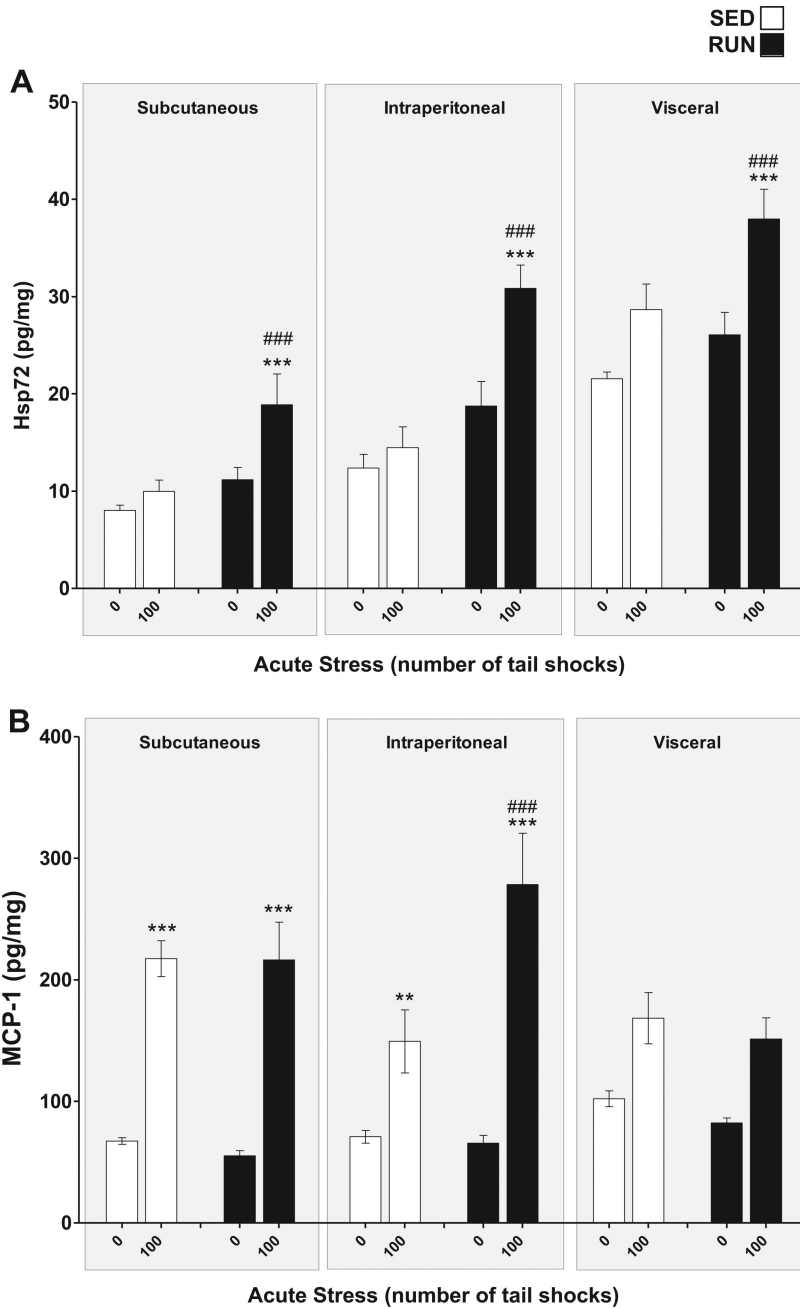 SED
RUN
A
Subcutaneous Intraperitoneal Visceral
50
40
30
20
10
0
Hsp72 (pg/mg)
###
***
###
***
###
***
0 100 0 100 0 100 0 100 0 100 0 100
Acute Stress (number of tail shocks)
B
Subcutaneous Intraperitoneal Visceral
400
300
200
100
0
MCP-1 (pg/mg)
***
***
**
###
***
0 100 0 100 0 100 0 100 0 100 0 100
Acute Stress (number of tail shocks)